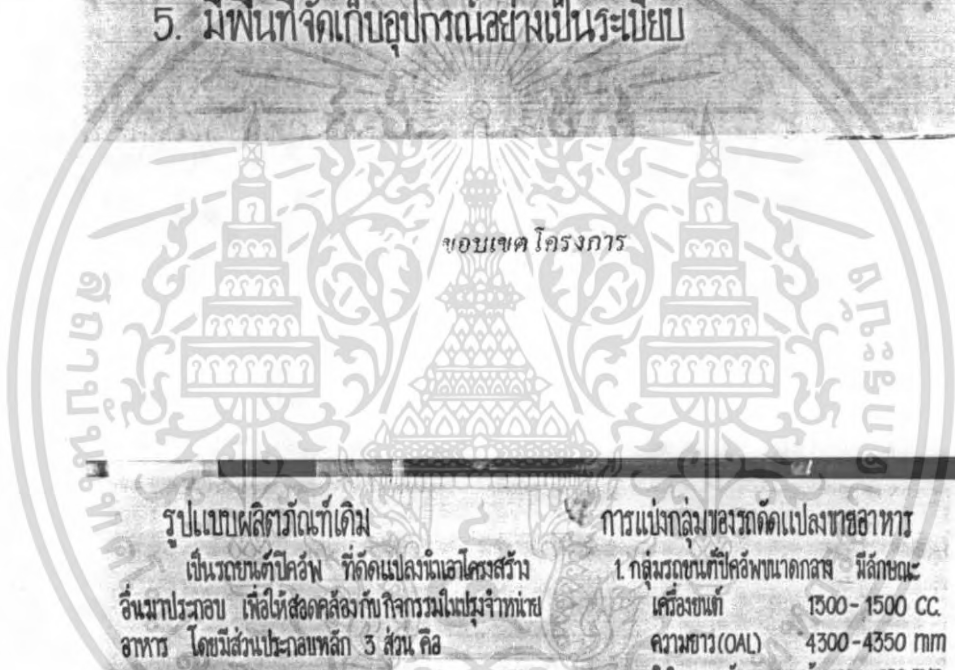 5. มีพื้นที่จัดเก็บอุปกรณ์อย่างเป็นระเบียบ
ขอบเขตโครงการ
รูปแบบผลิตภัณฑ์เดิม
เป็นรถยนต์ปิคอัพ ที่ดัดแปลงนำเอาโครงสร้าง
อื่นมาประกอบ เพื่อให้สอดคล้องกับกิจกรรมในปรุงจำหน่าย
อาหาร โดยมีส่วนประกอบหลัก 3 ส่วน คือ
การแบ่งกลุ่มของรถดัดแปลงขายอาหาร
1. กลุ่มรถยนต์ปิคอัพขนาดกลาง มีลักษณะ
เครื่องยนต์ 1300 - 1500 CC.
ความยาว(OAL) 4300 - 4350 mm
สถาบันเทค